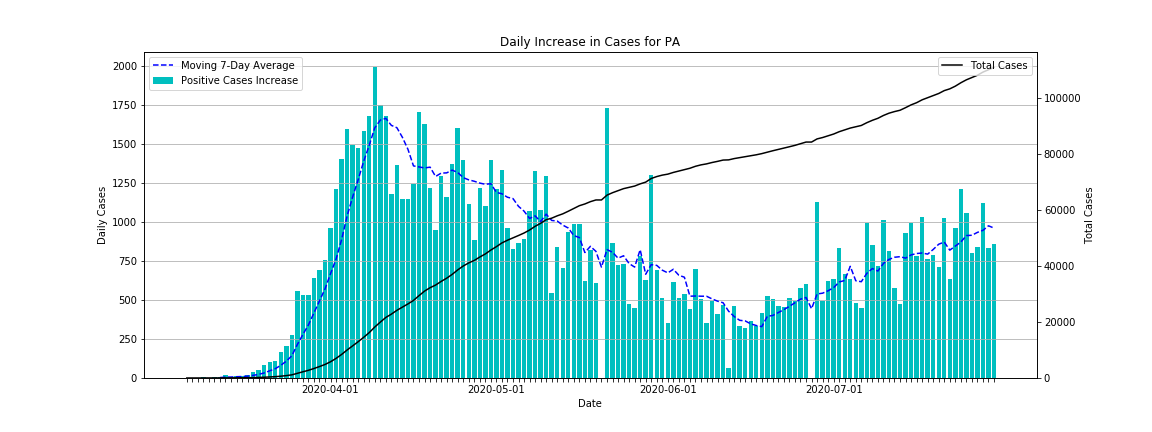 Daily Increase in Cases for PA
Moving 7-Day Average
Positive Cases Increase
Total Cases
2000
1750
1500
1250
1000
750
500
250
0
Daily Cases
100000
80000
60000
40000
20000
0
Total Cases
2020-04-01
2020-05-01
2020-06-01
2020-07-01
Date